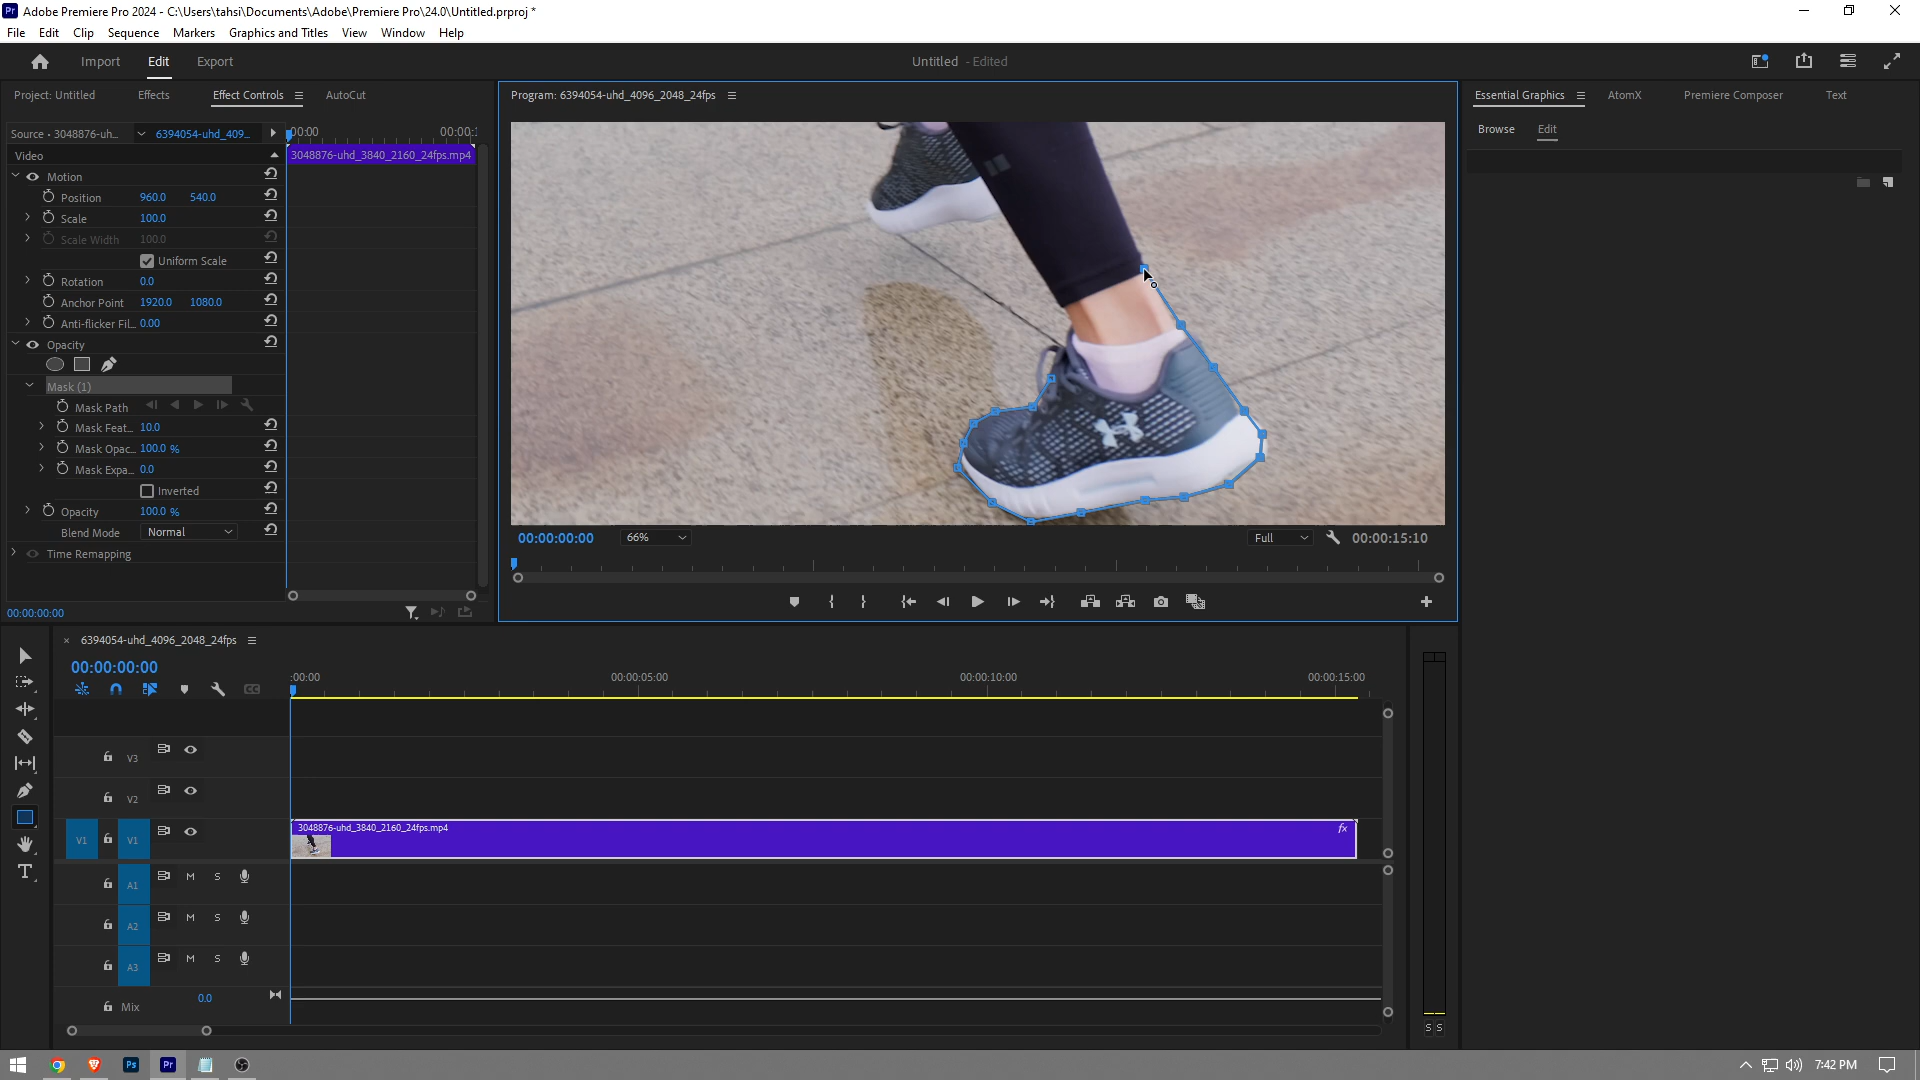 Pr Adobe Premiere Pro 2024 - C:\Users\tahsi\Documents\Adobe\Premiere Pro\24.0\Untitled.prproj *
File Edit Clip Sequence Markers Graphics and Titles View Window Help
Import Edit Export
Untitled - Edited
Project: Untitled Effects Effect Controls AutoCut
Source • 3048876-uh... 6394054-uhd_409... :00:00 00:00:1
Video 3048876-uhd_3840_2160_24fps.mp4
Motion
Position 960.0 540.0
Scale 100.0
Scale Width 100.0
Uniform Scale
Rotation 0.0
Anchor Point 1920.0 1080.0
Anti-flicker Fil... 0.00
Opacity
Mask (1)
Mask Path
Mask Feat... 10.0
Mask Opac... 100.0 %
Mask Expa... 0.0
Inverted
Opacity 100.0 %
Blend Mode Normal
Time Remapping
00:00:00:00
Program: 6394054-uhd_4096_2048_24fps
00:00:00:00 66% Full 00:00:15:10
Essential Graphics AtomX Premiere Composer Text
Browse Edit
× 6394054-uhd_4096_2048_24fps
00:00:00:00
CC
:00:00 00:00:05:00 00:00:10:00 00:00:15:00
V3
V2
V1 V1
3048876-uhd_3840_2160_24fps.mp4 fx
A1 M S
A2 M S
A3 M S
Mix 0.0
S S
Ps Pr 7:42 PM